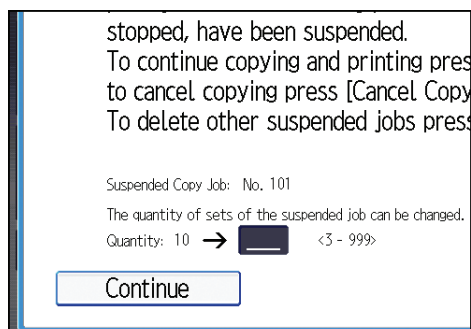 stopped, have been suspended.
To continue copying and printing pres
to cancel copying press [Cancel Copy
To delete other suspended jobs press
Suspended Copy Job: No. 101
The quantity of sets of the suspended job can be changed.
Quantity: 10 → <3 - 999>
Continue